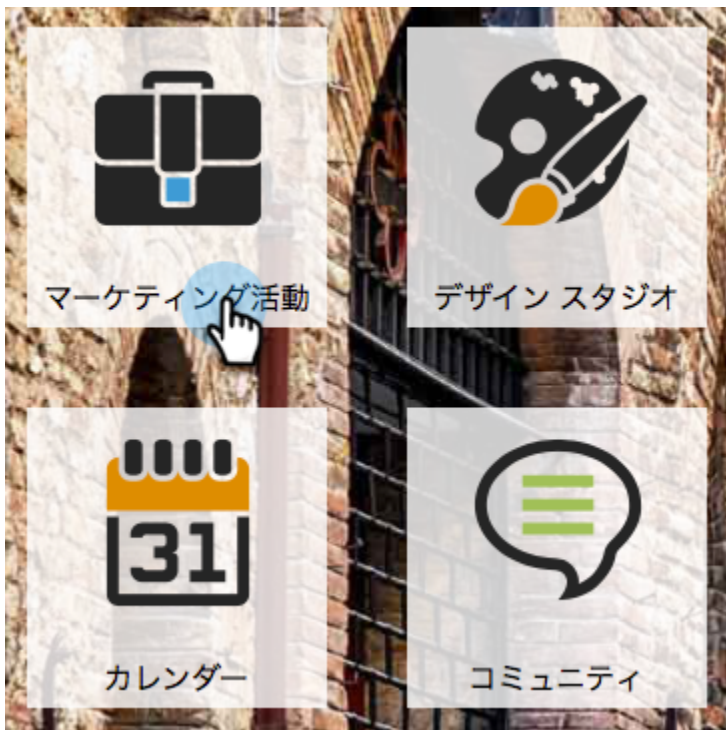 マーケティング活動
デザイン スタジオ
31
カレンダー
コミュニティ